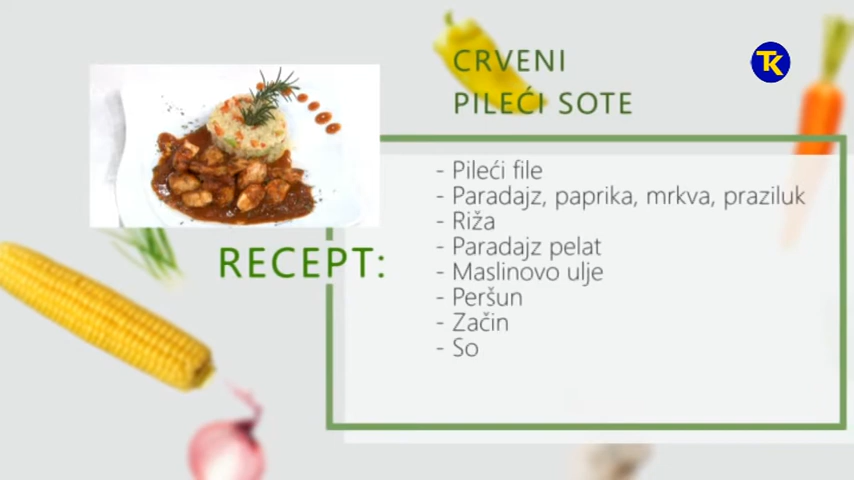 CRVENI
PILEĆI SOTE
TK
- Pileći file
- Paradajz, paprika, mrkva, praziluk
- Riža
- Paradajz pelat
- Maslinovo ulje
- Peršun
- Začin
- So
RECEPT: